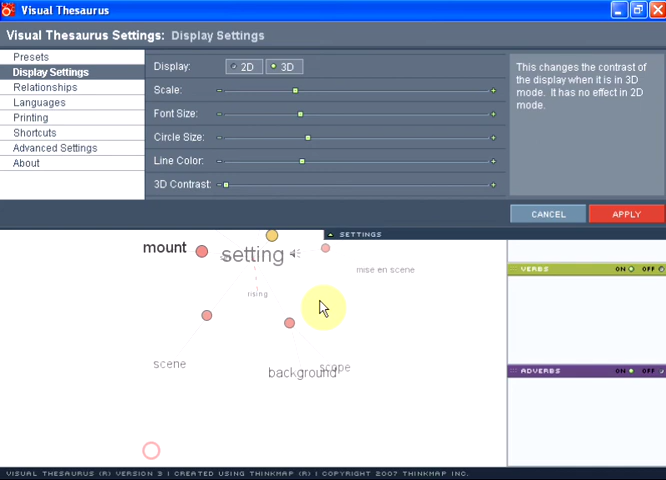 Visual Thesaurus
Visual Thesaurus Settings: Display Settings
Presets
Display Settings
Relationships
Languages
Printing
Shortcuts
Advanced Settings
About
Display: 2D 3D
Scale: - +
Font Size: - +
Circle Size: - +
Line Color: - +
3D Contrast: - +
This changes the contrast of
the display when it is in 3D
mode. It has no effect in 2D
mode.
CANCEL APPLY
SETTINGS
mount
setting
mise en scene
rising
scene
background
scope
VERBS ON OFF
ADVERBS ON OFF
VISUAL THESAURUS (R) VERSION 3 | CREATED USING THINKMAP (R) | COPYRIGHT 2007 THINKMAP INC.